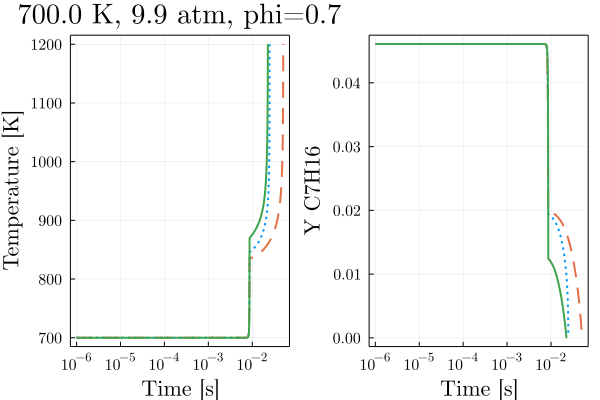 700.0 K, 9.9 atm, phi=0.7
Temperature [K]
1200
1100
1000
900
800
700
10⁻⁶ 10⁻⁵ 10⁻⁴ 10⁻³ 10⁻²
Time [s]
Y C7H16
0.04
0.03
0.02
0.01
0.00
10⁻⁶ 10⁻⁵ 10⁻⁴ 10⁻³ 10⁻²
Time [s]